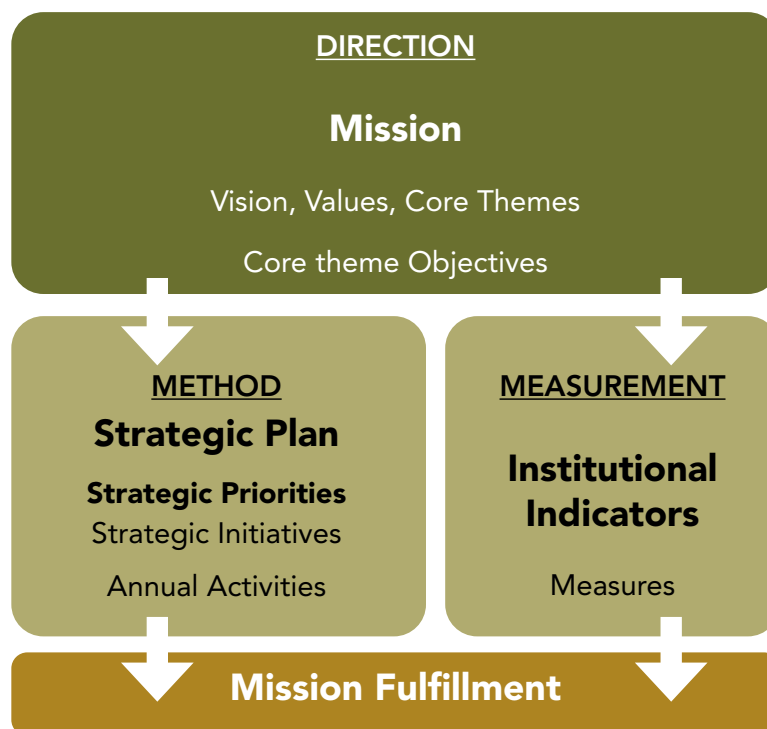 DIRECTION
Mission
Vision, Values, Core Themes
Core theme Objectives
METHOD
Strategic Plan
Strategic Priorities
Strategic Initiatives
Annual Activities
MEASUREMENT
Institutional
Indicators
Measures
Mission Fulfillment